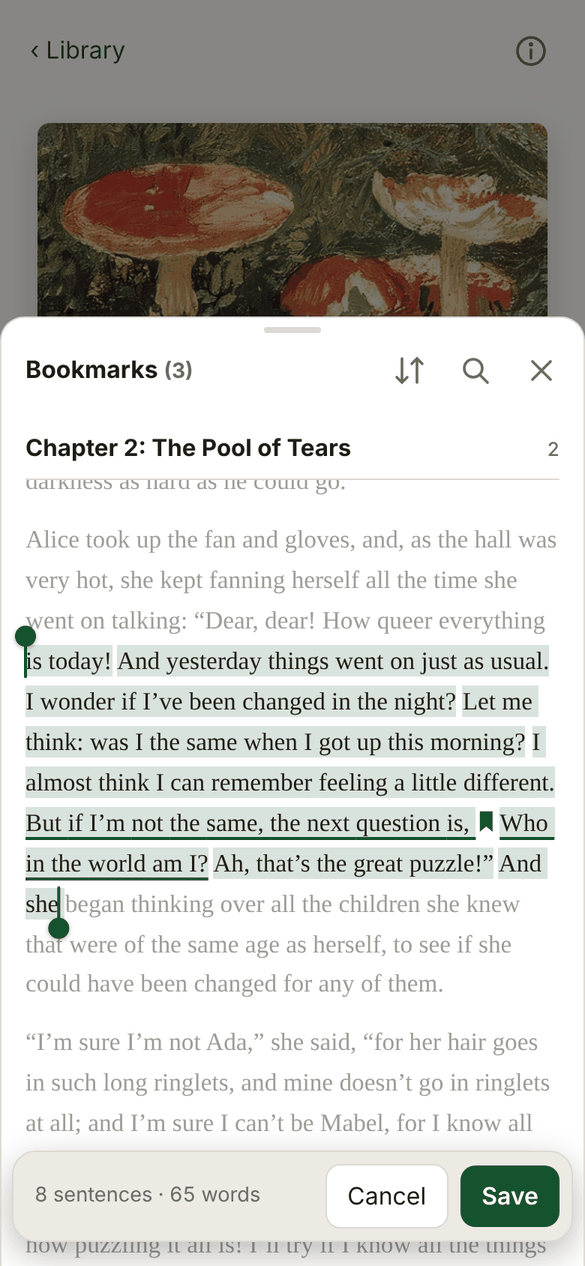 ‹ Library
Bookmarks (3)
Chapter 2: The Pool of Tears 2
darkness as hard as he could go.
Alice took up the fan and gloves, and, as the hall was
very hot, she kept fanning herself all the time she
went on talking: “Dear, dear! How queer everything
is today! And yesterday things went on just as usual.
I wonder if I’ve been changed in the night? Let me
think: was I the same when I got up this morning? I
almost think I can remember feeling a little different.
But if I’m not the same, the next question is, Who
in the world am I? Ah, that’s the great puzzle!” And
she began thinking over all the children she knew
that were of the same age as herself, to see if she
could have been changed for any of them.
“I’m sure I’m not Ada,” she said, “for her hair goes
in such long ringlets, and mine doesn’t go in ringlets
at all; and I’m sure I can’t be Mabel, for I know all
8 sentences · 65 words
Cancel
Save
how puzzling it all is! I’ll try if I know all the things